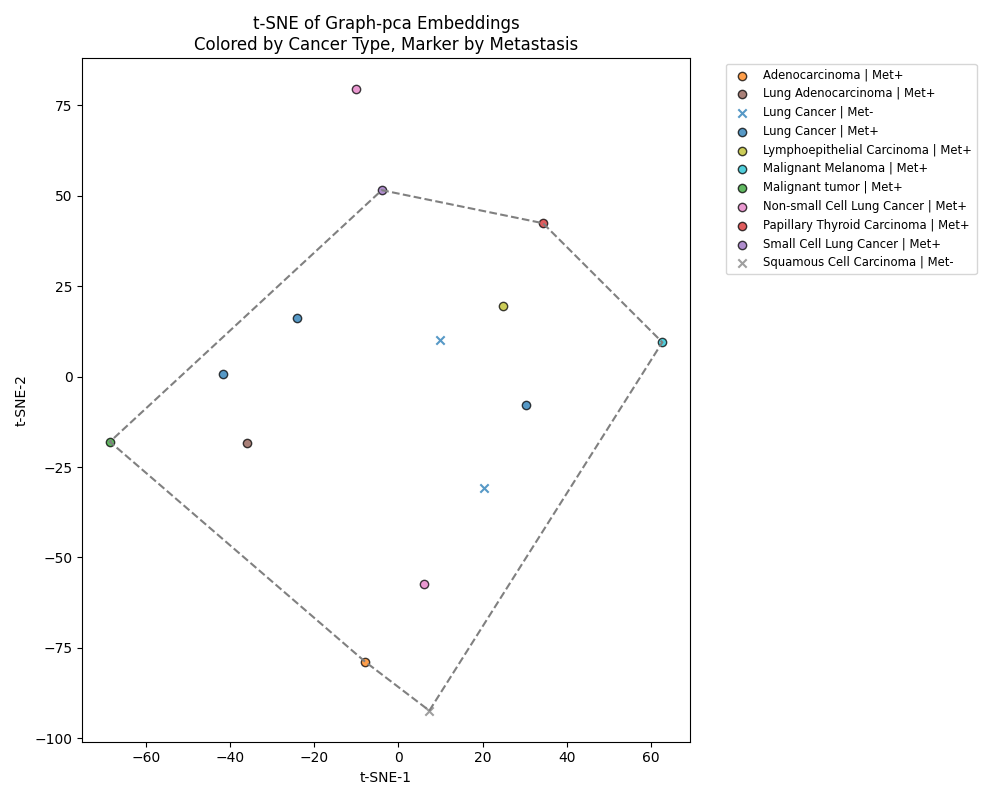 t-SNE of Graph-pca Embeddings
Colored by Cancer Type, Marker by Metastasis
Adenocarcinoma | Met+
Lung Adenocarcinoma | Met+
Lung Cancer | Met-
Lung Cancer | Met+
Lymphoepithelial Carcinoma | Met+
Malignant Melanoma | Met+
Malignant tumor | Met+
Non-small Cell Lung Cancer | Met+
Papillary Thyroid Carcinoma | Met+
Small Cell Lung Cancer | Met+
Squamous Cell Carcinoma | Met-
t-SNE-2
75
50
25
0
−25
−50
−75
−100
−60
−40
−20
0
20
40
60
t-SNE-1